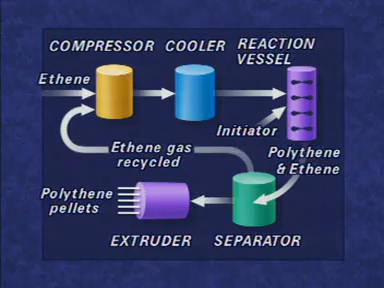 COMPRESSOR COOLER REACTION
VESSEL
Ethene
Initiator
Ethene gas
recycled
Polythene
& Ethene
Polythene
pellets
EXTRUDER SEPARATOR